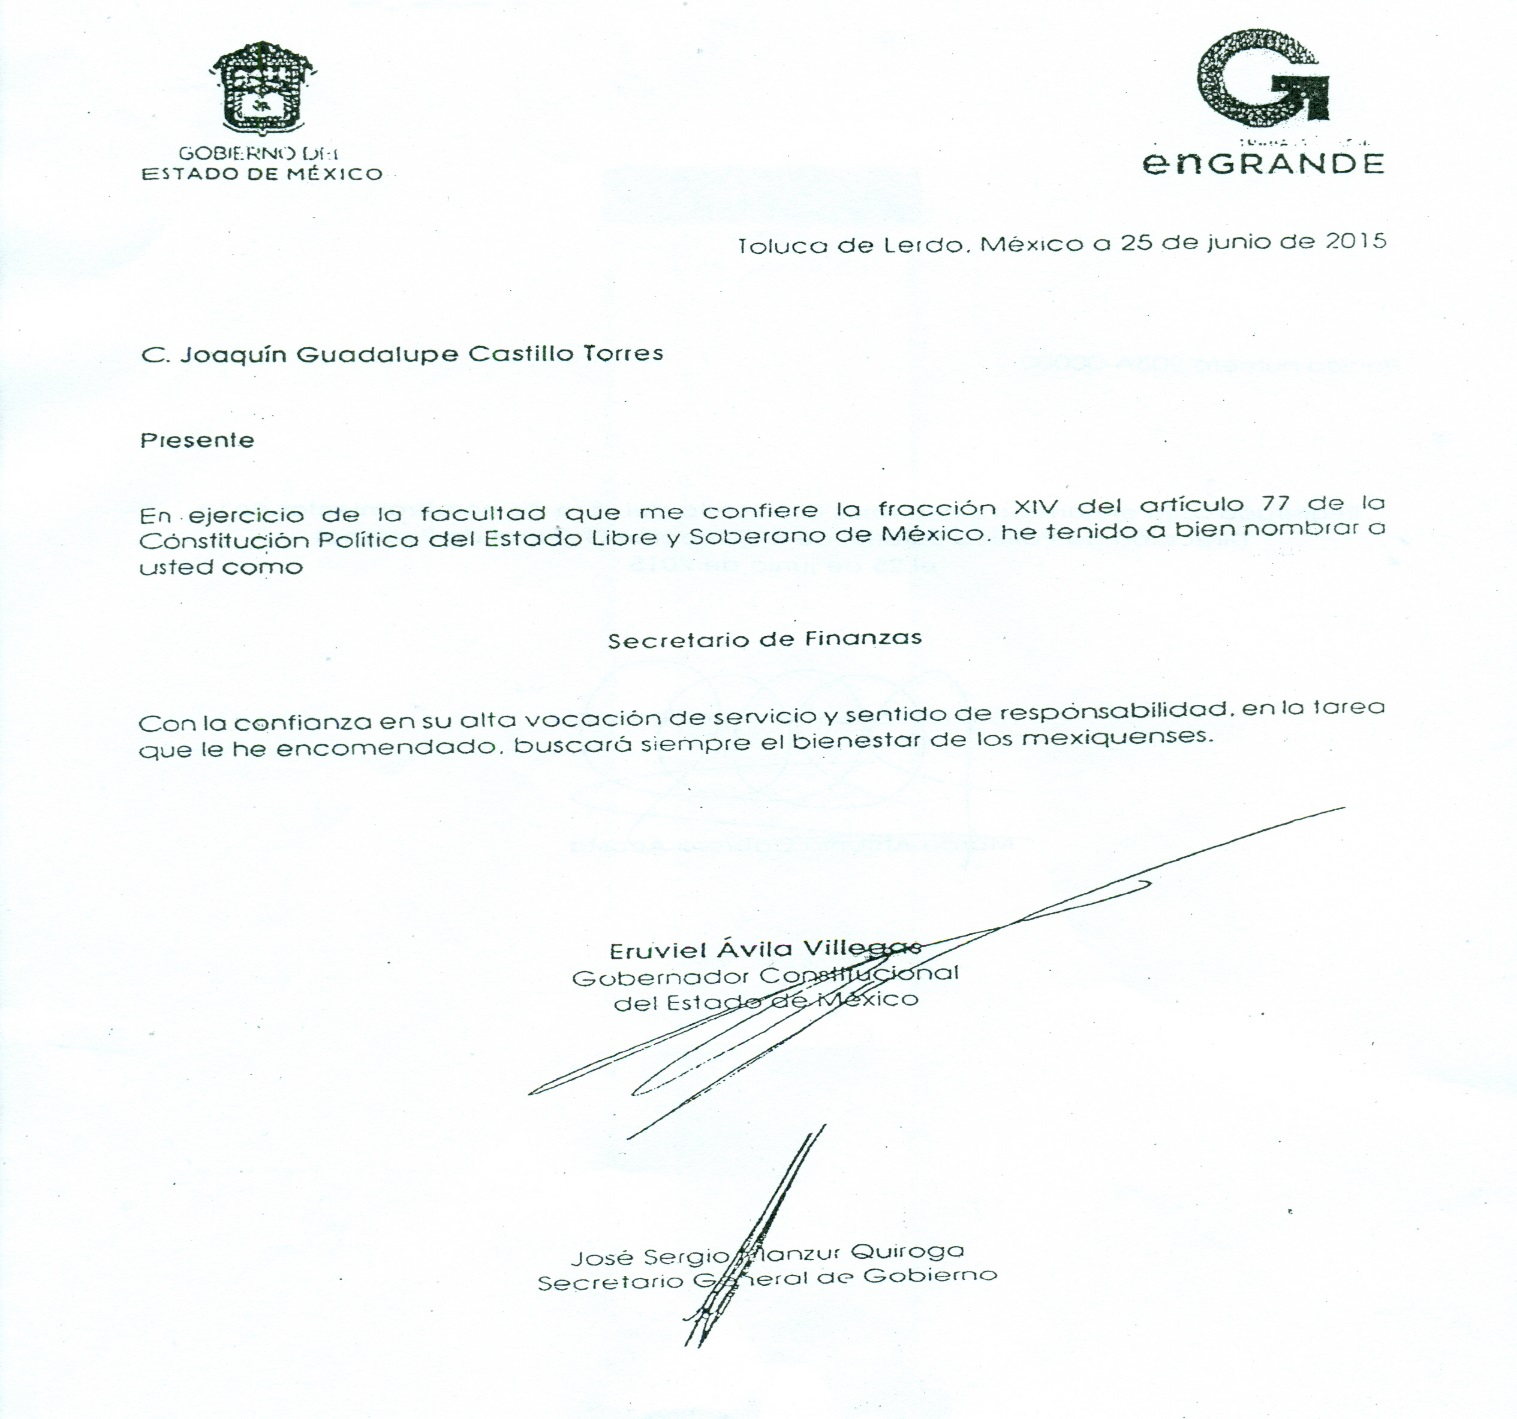 GOBIERNO DEL
ESTADO DE MÉXICO
enGRANDE
Toluca de Lerdo, México a 25 de junio de 2015
C. Joaquín Guadalupe Castillo Torres
Presente
En ejercicio de la facultad que me confiere la fracción XIV del artículo 77 de la
Constitución Política del Estado Libre y Soberano de México, he tenido a bien nombrar a
usted como
Secretario de Finanzas
Con la confianza en su alta vocación de servicio y sentido de responsabilidad, en la tarea
que le he encomendado, buscará siempre el bienestar de los mexiquenses.
Eruviel Ávila Villegas
Gobernador Constitucional
del Estado de México
José Sergio Manzur Quiroga
Secretario General de Gobierno